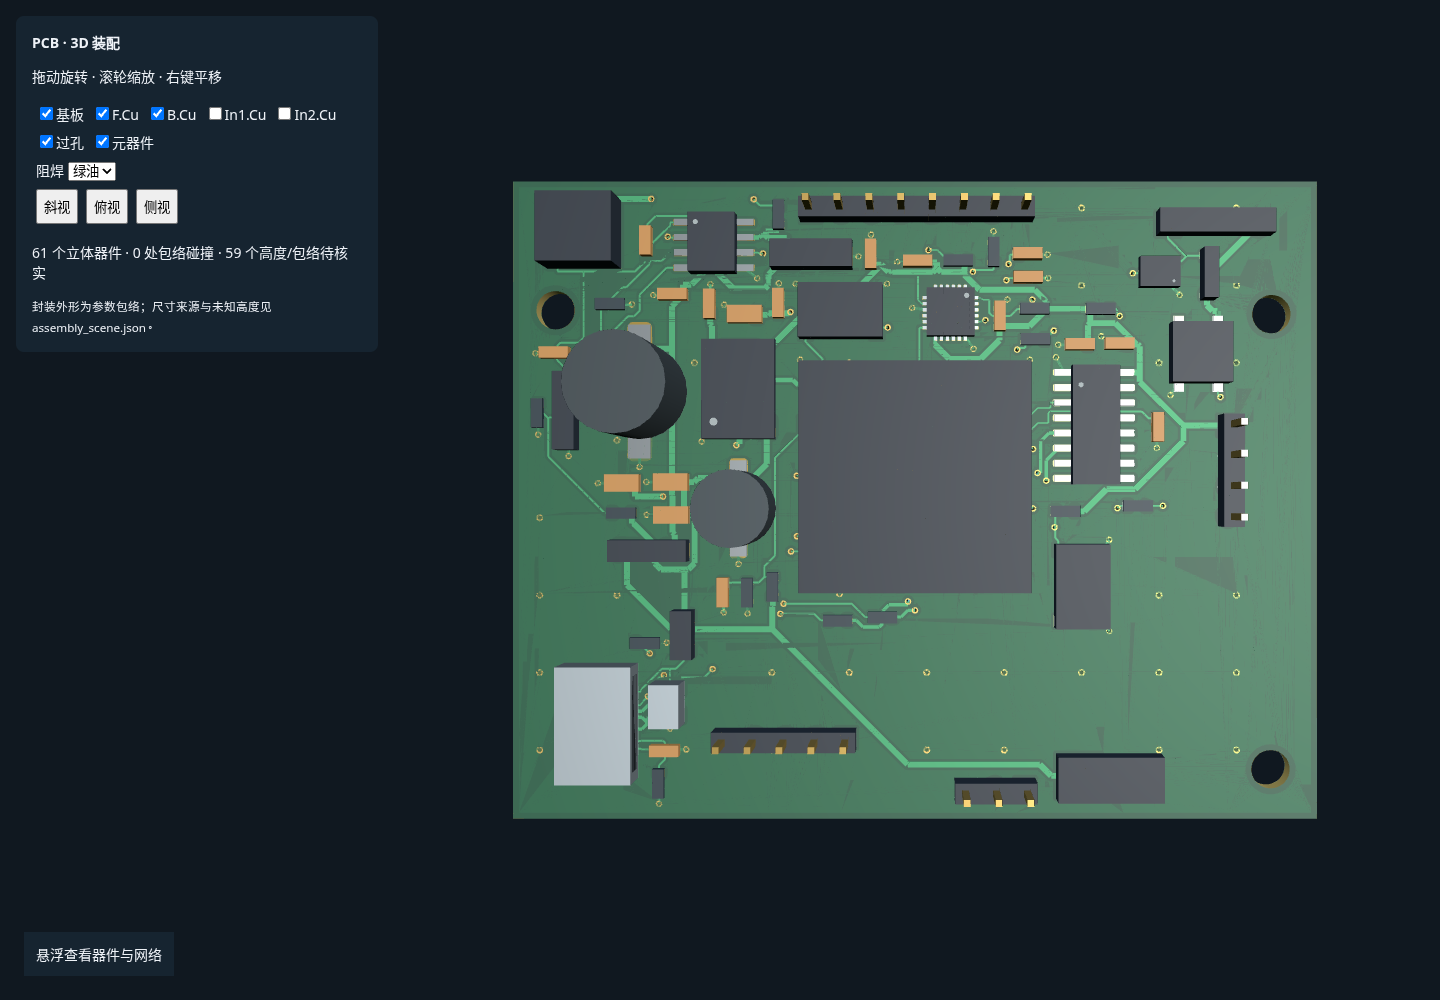 PCB · 3D 装配
拖动旋转 · 滚轮缩放 · 右键平移
基板 F.Cu B.Cu In1.Cu In2.Cu
过孔 元器件
阻焊 绿油
斜视 俯视 侧视
61 个立体器件 · 0 处包络碰撞 · 59 个高度/包络待核
实
封装外形为参数包络；尺寸来源与未知高度见
assembly_scene.json。
悬浮查看器件与网络